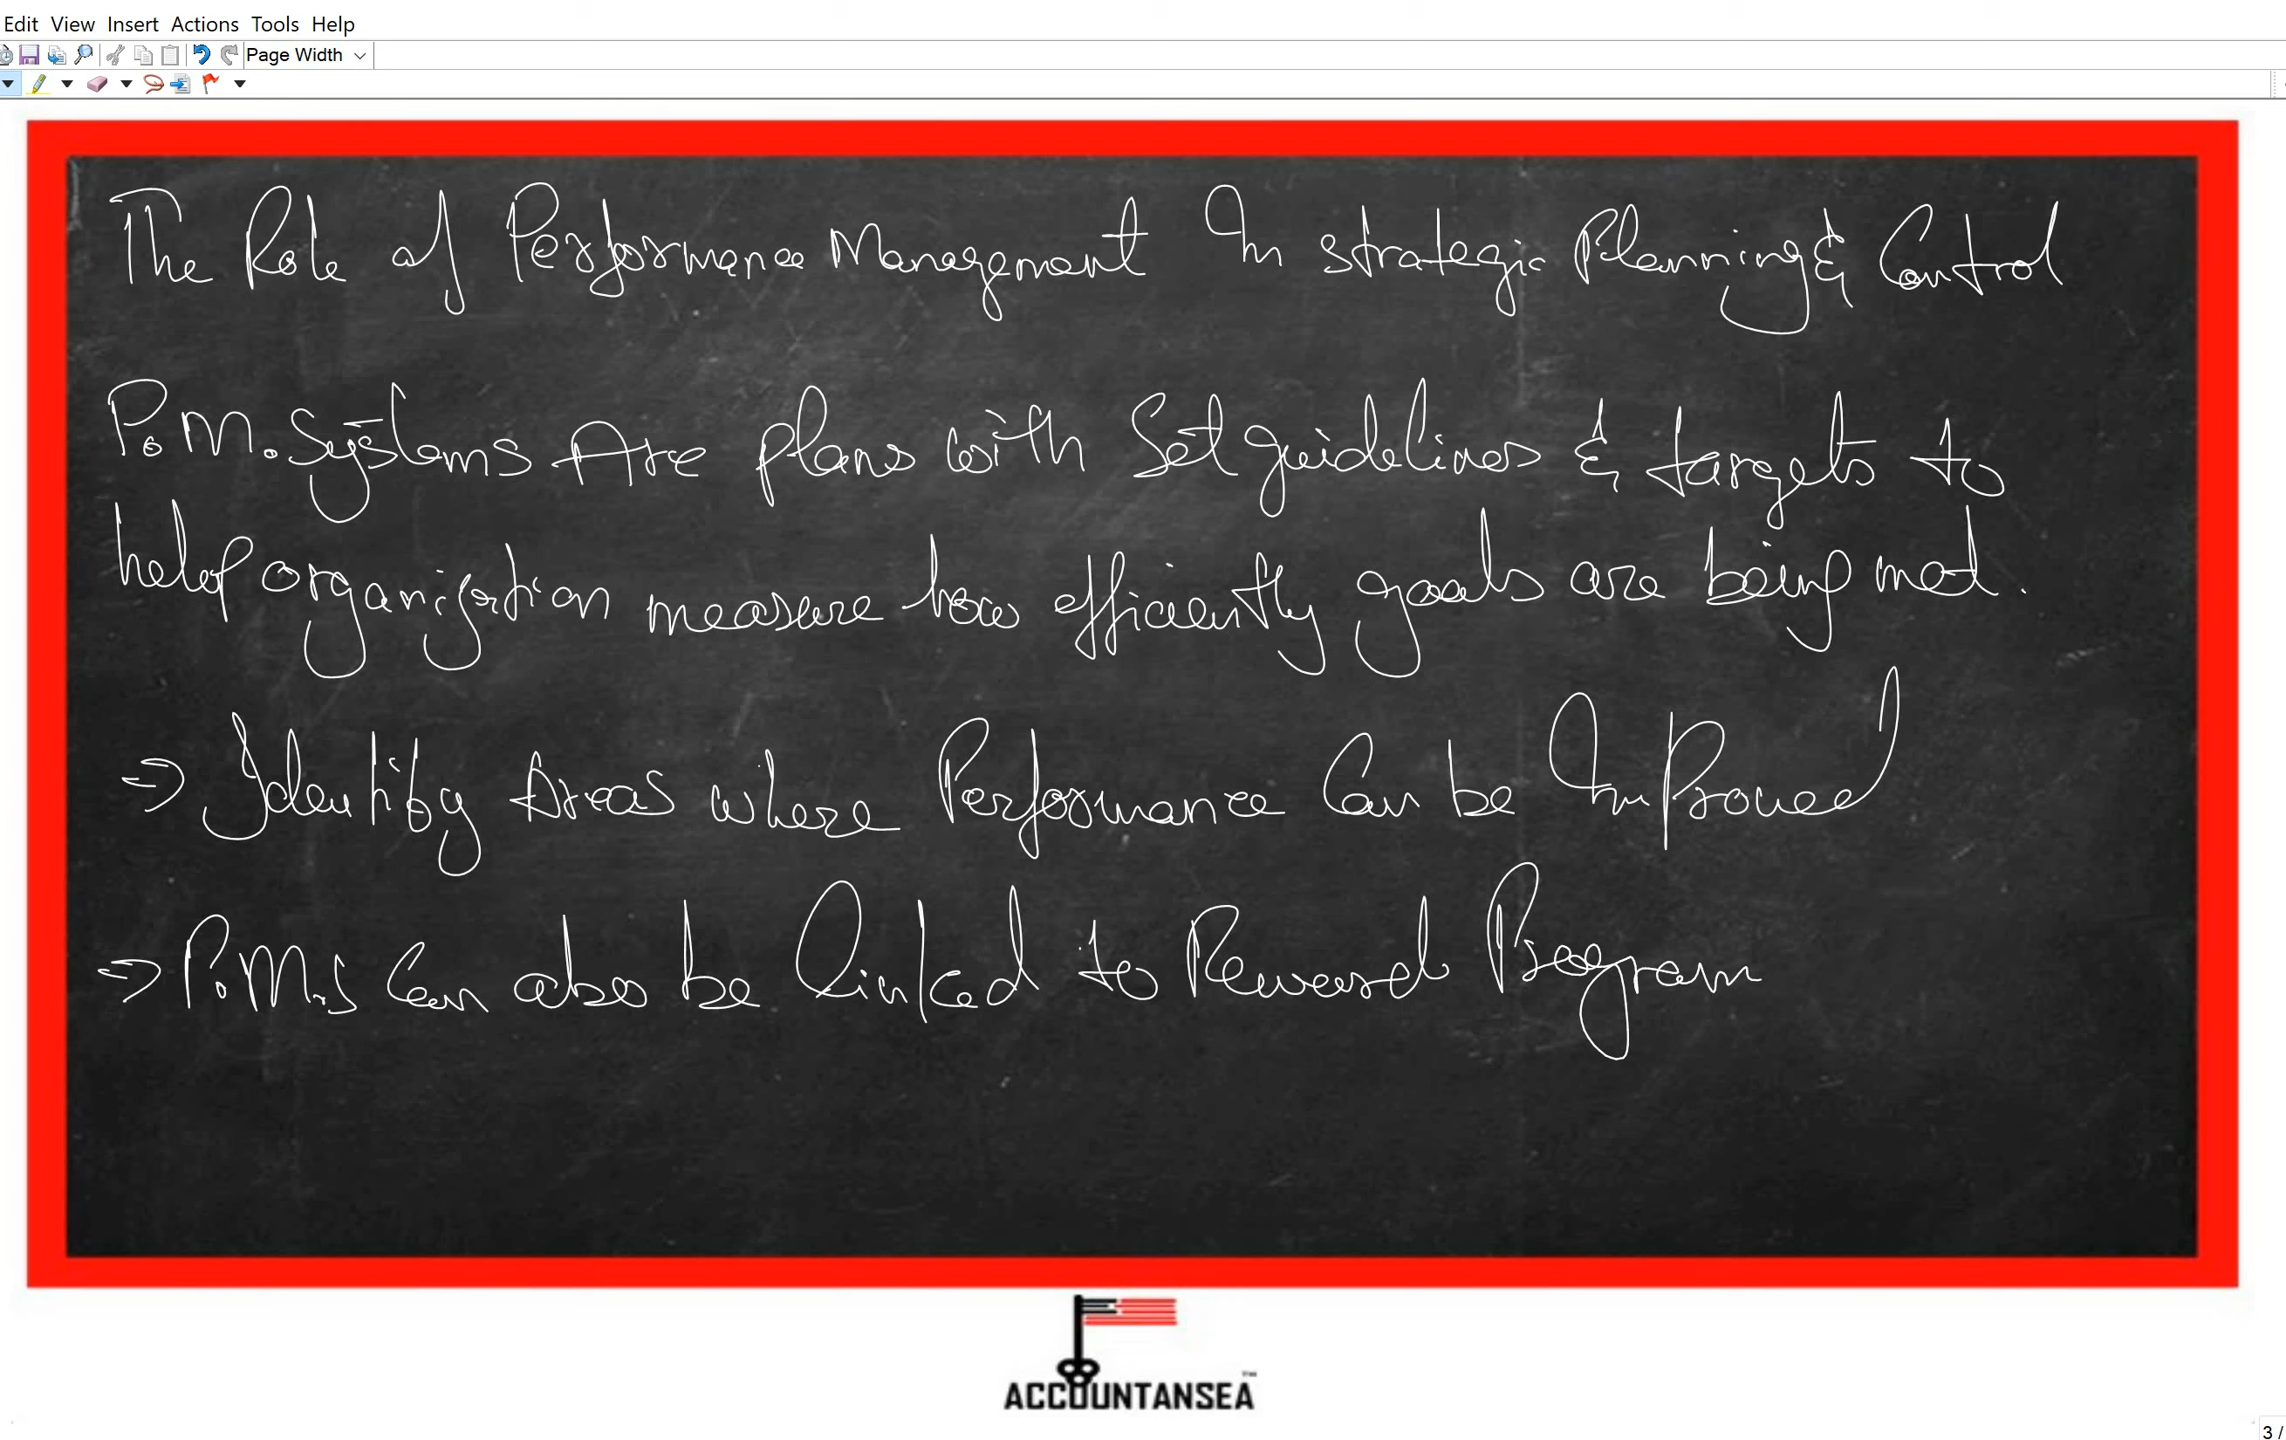 Edit View Insert Actions Tools Help
Page Width
The Role of Performance Management In strategic Planning & Control
P.M. Systems Are plans with Set guidelines & targets to
help organization measure how efficiently goals are being met.
⇒ Identify Areas where Performance Can be Improved
⇒ P.M.S Can also be linked to Reward Program
ACCOUNTANSEA™
3 /